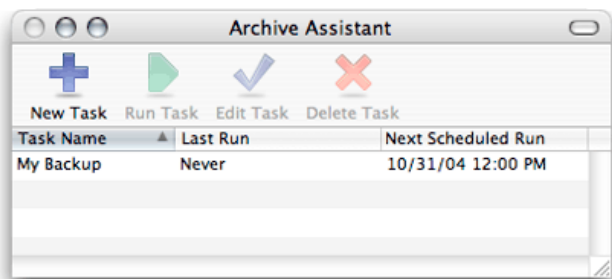 Archive Assistant
New Task Run Task Edit Task Delete Task
Task Name Last Run Next Scheduled Run
My Backup Never 10/31/04 12:00 PM